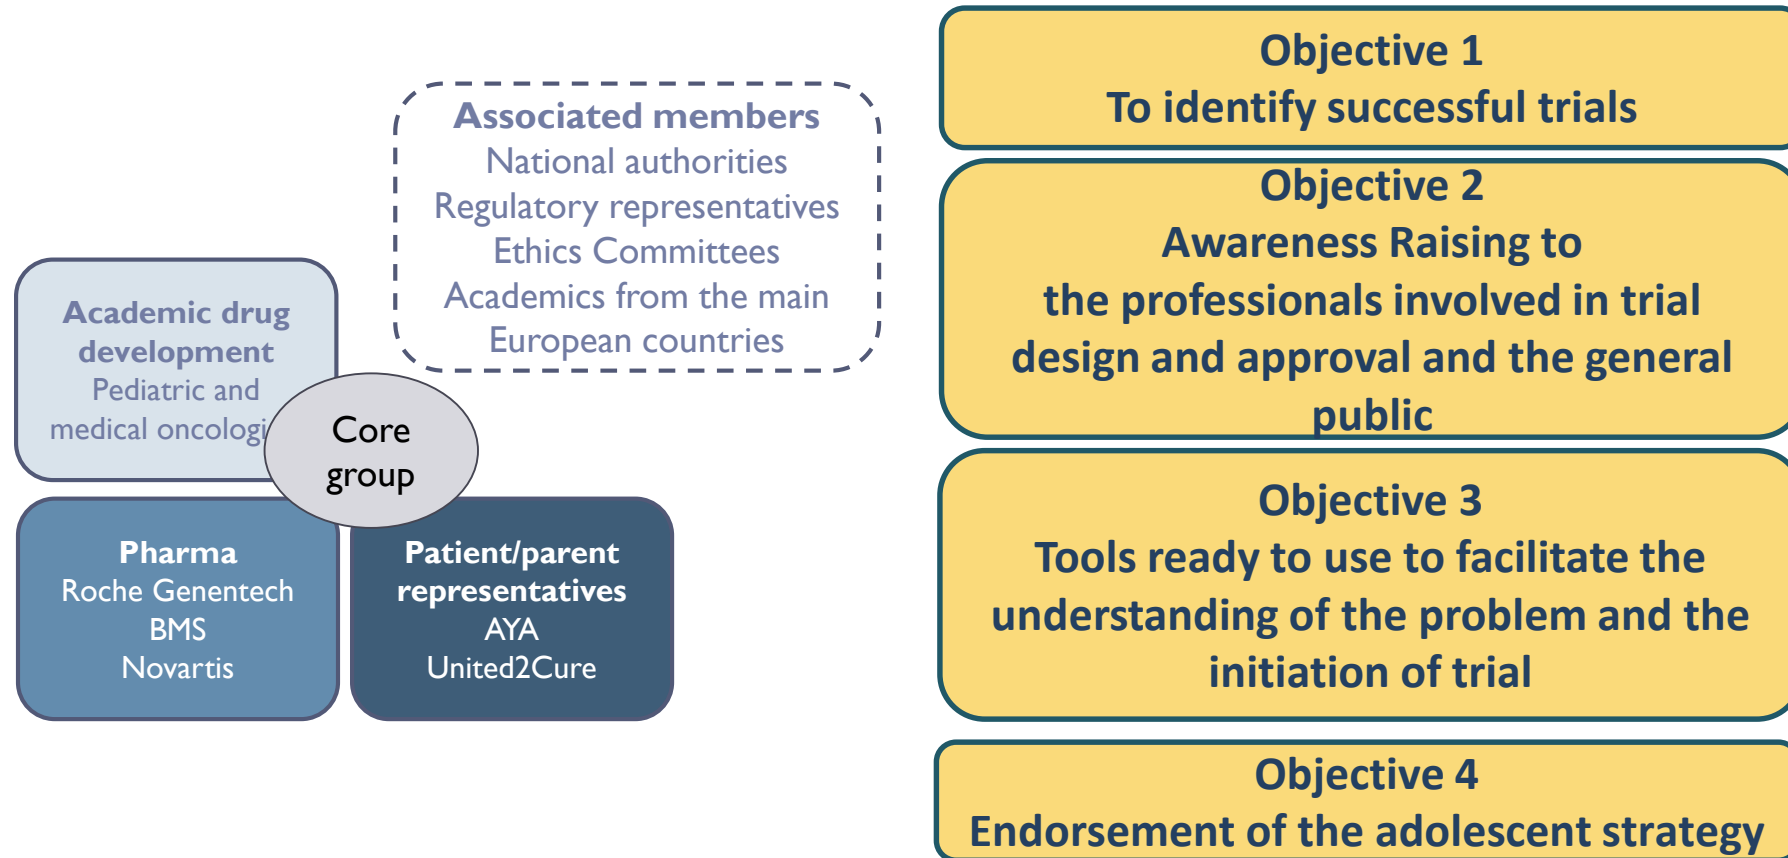 Associated members
National authorities
Regulatory representatives
Ethics Committees
Academics from the main
European countries
Academic drug
development
Pediatric and
medical
Core
group
Pharma
Roche Genentech
BMS
Novartis
Patient/parent
representatives
AYA
United2Cure
Objective 1
To identify successful trials
Objective 2
Awareness Raising to
the professionals involved in trial
design and approval and the general
public
Objective 3
Tools ready to use to facilitate the
understanding of the problem and the
initiation of trial
Objective 4
Endorsement of the adolescent strategy